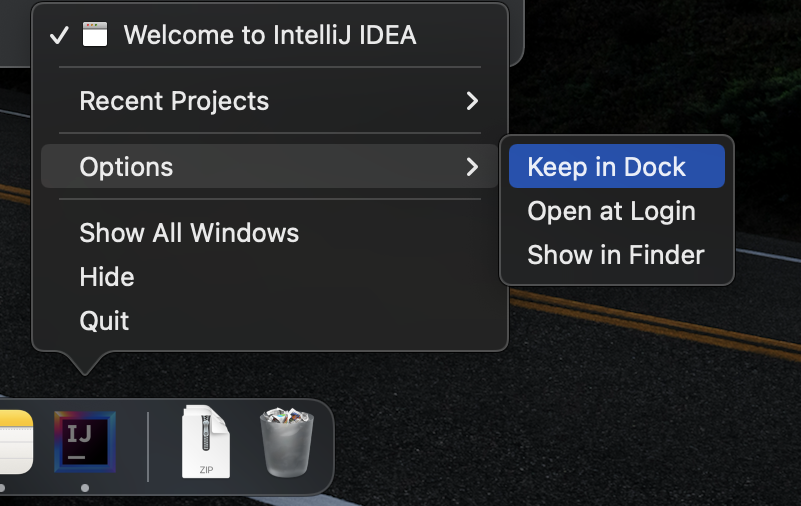 Welcome to IntelliJ IDEA
Recent Projects
Options
Keep in Dock
Open at Login
Show in Finder
Show All Windows
Hide
Quit
IJ
ZIP